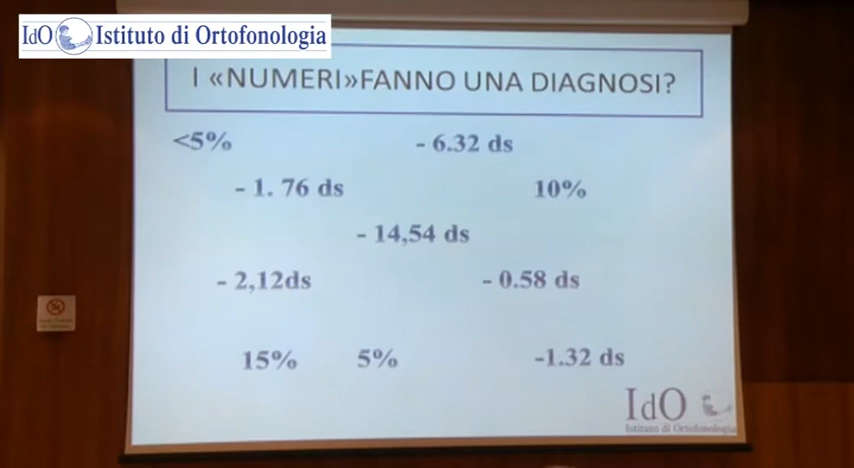 IdO Istituto di Ortofonologia
I «NUMERI»FANNO UNA DIAGNOSI?
<5% - 6.32 ds
- 1. 76 ds 10%
- 14,54 ds
- 2,12ds - 0.58 ds
15% 5% -1.32 ds
IdO
Istituto di Ortofonologia